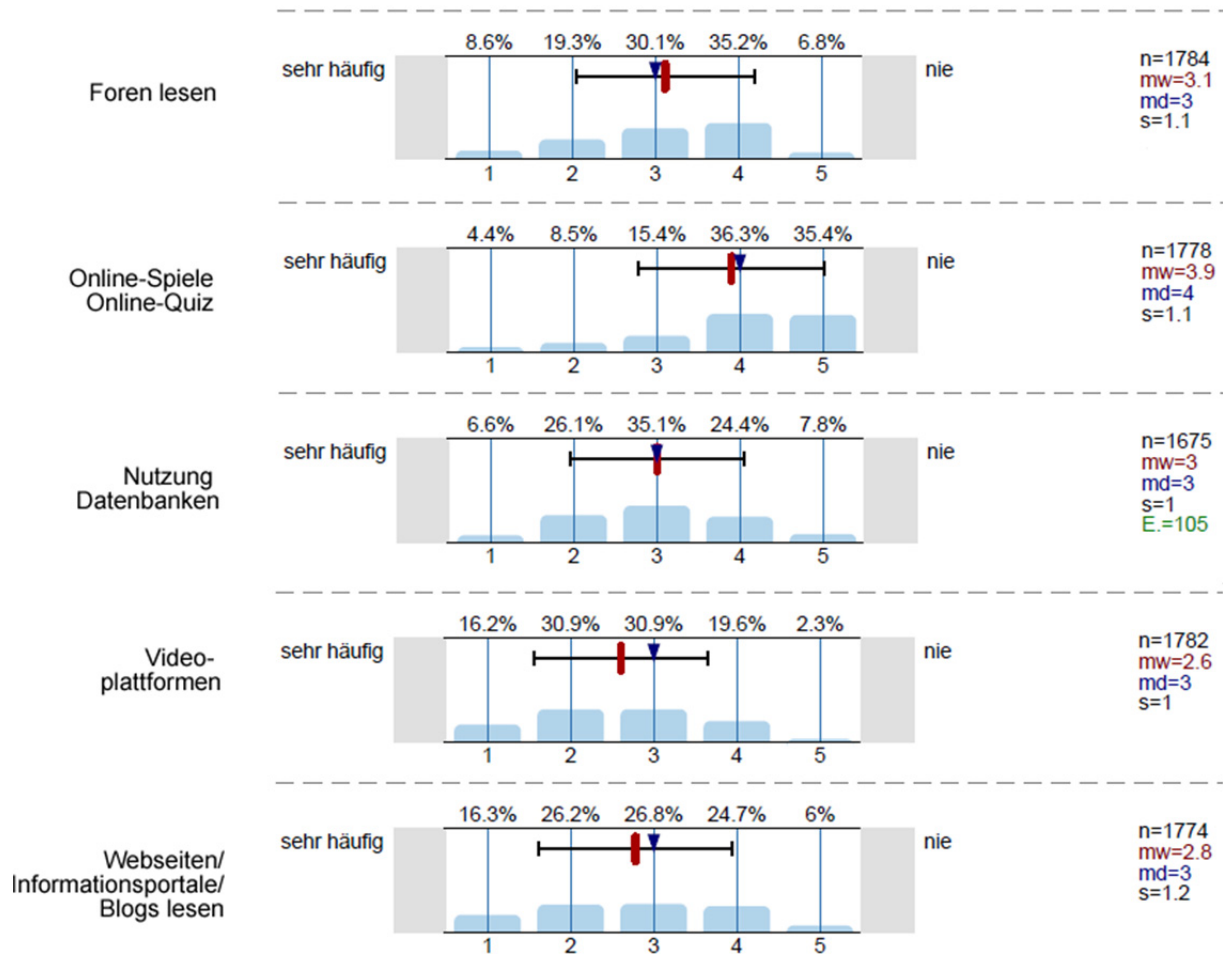 8.6% 19.3% 30.1% 35.2% 6.8%
Foren lesen
sehr häufig
nie
n=1784
mw=3.1
md=3
s=1.1
1 2 3 4 5
4.4% 8.5% 15.4% 36.3% 35.4%
Online-Spiele
Online-Quiz
sehr häufig
nie
n=1778
mw=3.9
md=4
s=1.1
1 2 3 4 5
6.6% 26.1% 35.1% 24.4% 7.8%
Nutzung
Datenbanken
sehr häufig
nie
n=1675
mw=3
md=3
s=1
E.=105
1 2 3 4 5
16.2% 30.9% 30.9% 19.6% 2.3%
Video-
plattformen
sehr häufig
nie
n=1782
mw=2.6
md=3
s=1
1 2 3 4 5
16.3% 26.2% 26.8% 24.7% 6%
Webseiten/
Informationsportale/
Blogs lesen
sehr häufig
nie
n=1774
mw=2.8
md=3
s=1.2
1 2 3 4 5